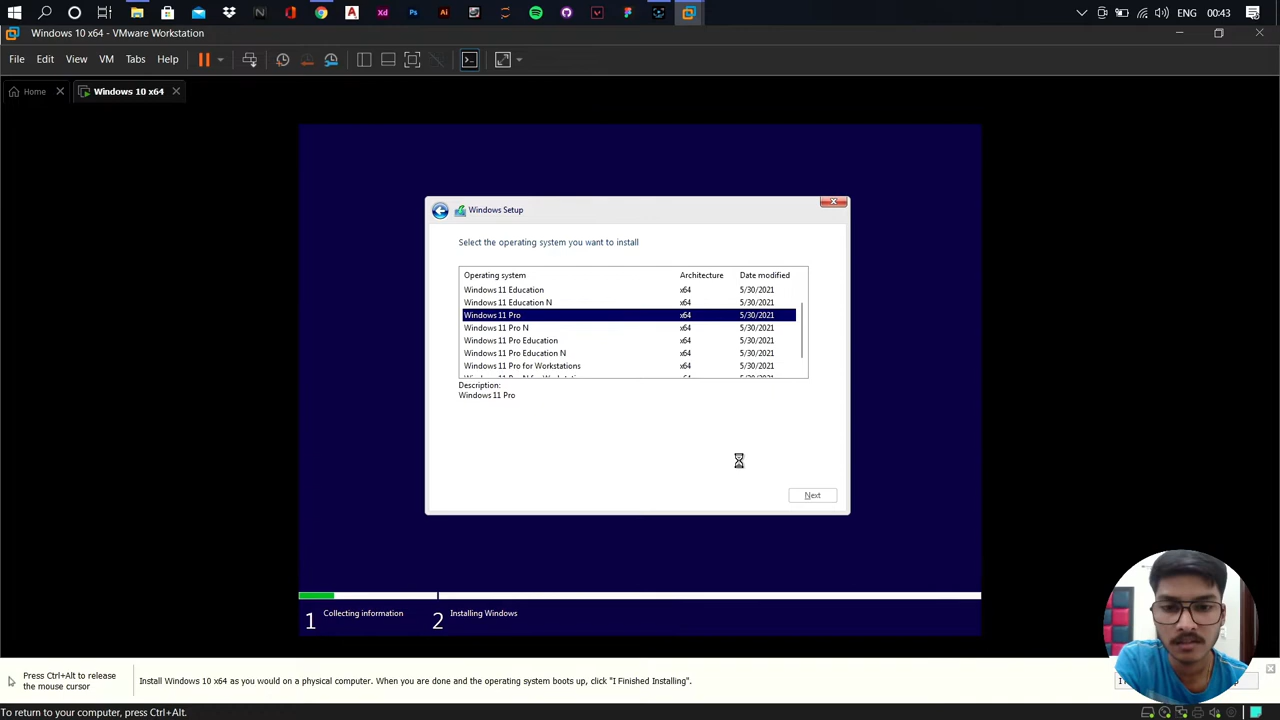 ENG
00:43
Windows 10 x64 - VMware Workstation
File Edit View VM Tabs Help
Home
Windows 10 x64
Windows Setup
Select the operating system you want to install
Operating system Architecture Date modified
Windows 11 Education x64 5/30/2021
Windows 11 Education N x64 5/30/2021
Windows 11 Pro x64 5/30/2021
Windows 11 Pro N x64 5/30/2021
Windows 11 Pro Education x64 5/30/2021
Windows 11 Pro Education N x64 5/30/2021
Windows 11 Pro for Workstations x64 5/30/2021
Description:
Windows 11 Pro
Next
1 Collecting information
2 Installing Windows
Press Ctrl+Alt to release
the mouse cursor
Install Windows 10 x64 as you would on a physical computer. When you are done and the operating system boots up, click "I Finished Installing".
To return to your computer, press Ctrl+Alt.